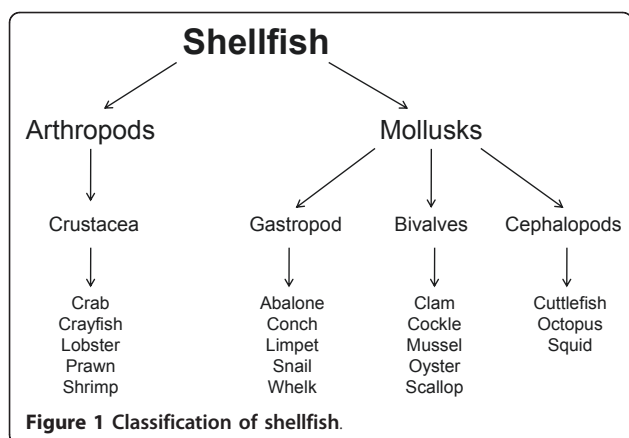 Shellfish
Arthropods Mollusks
Crustacea Gastropod Bivalves Cephalopods
Crab Abalone Clam Cuttlefish
Crayfish Conch Cockle Octopus
Lobster Limpet Mussel Squid
Prawn Snail Oyster
Shrimp Whelk Scallop
Figure 1 Classification of shellfish.